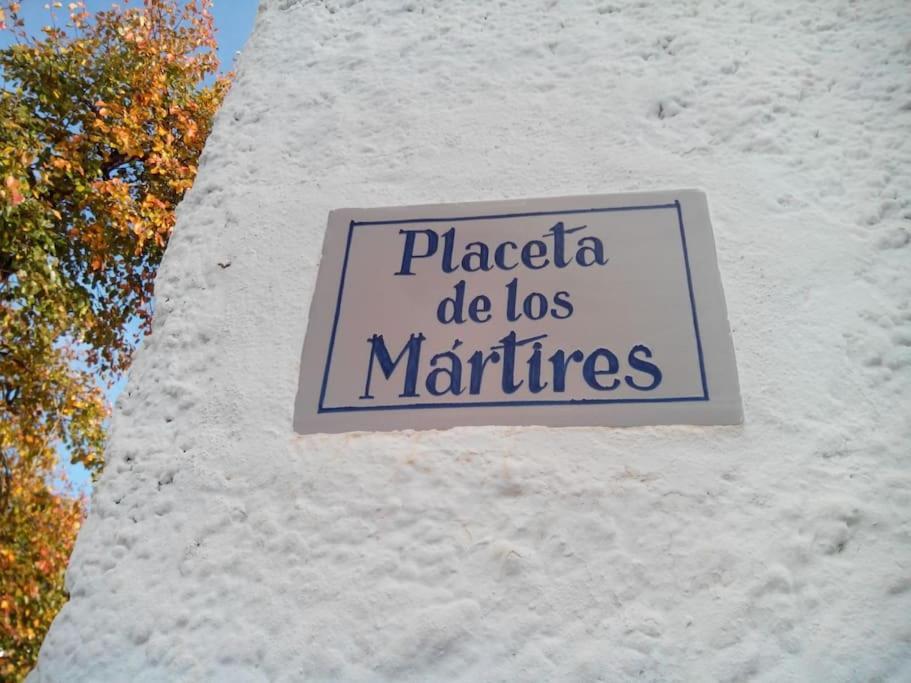 Placeta
de los
Mártires